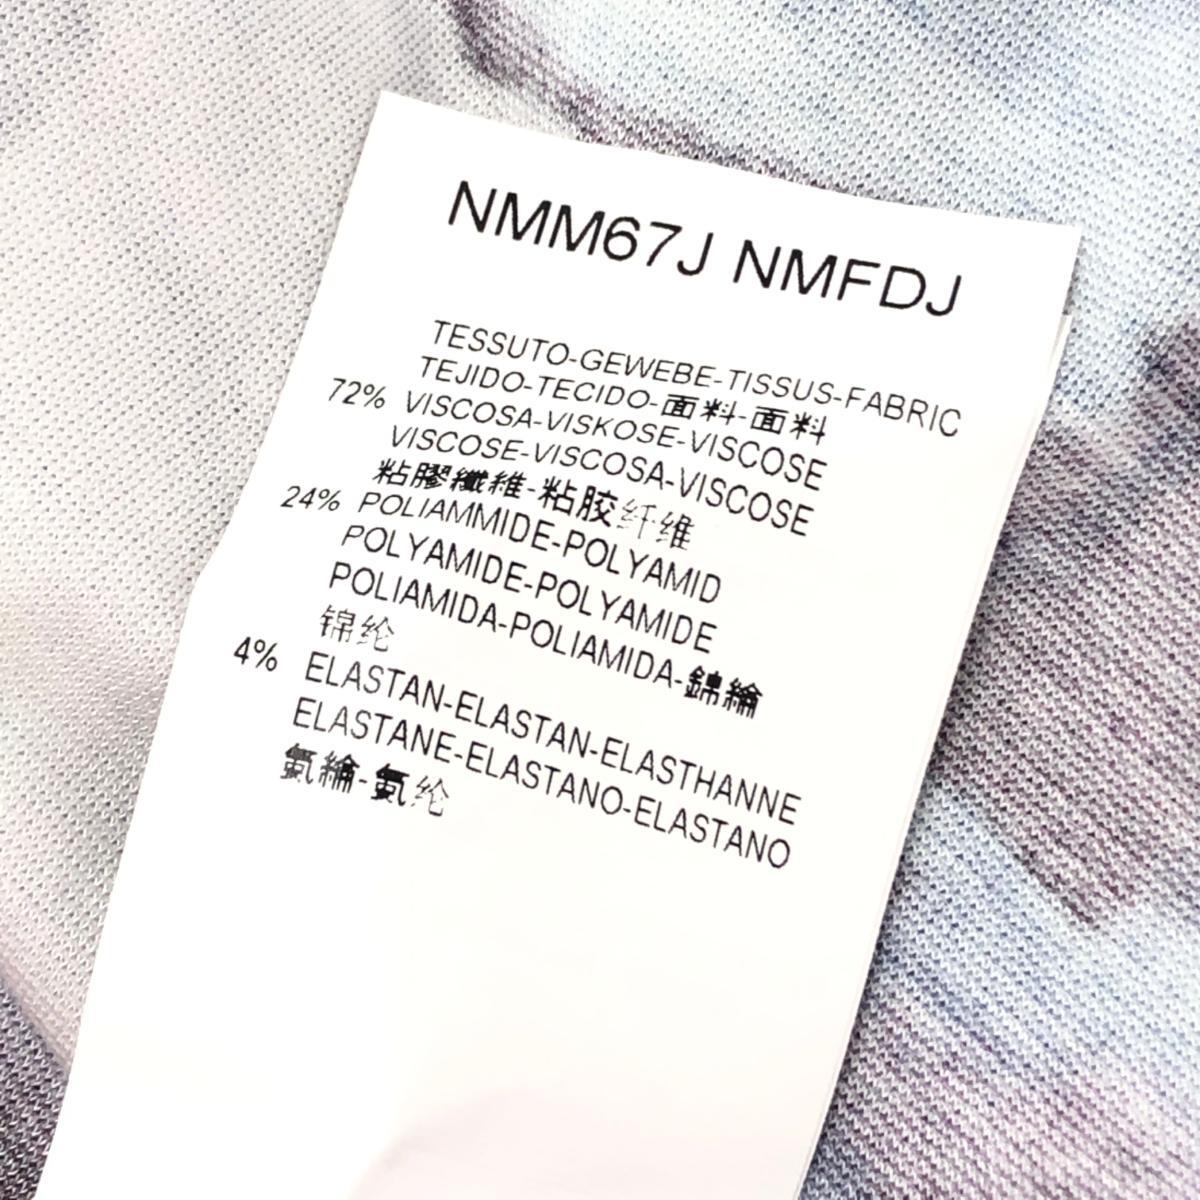 NMM67J NMFDJ
TESSUTO-GEWEBE-TISSUS-FABRIC
TEJIDO-TECIDO-面料-面料
72% VISCOSA-VISKOSE-VISCOSE
VISCOSE-VISCOSA-VISCOSE
粘膠纖維-粘胶纤维
24% POLIAMMIDE-POLYAMID
POLYAMIDE-POLYAMIDE
POLIAMIDA-POLIAMIDA-錦綸
锦纶
4% ELASTAN-ELASTAN-ELASTHANNE
ELASTANE-ELASTANO-ELASTANO
氨綸-氨纶